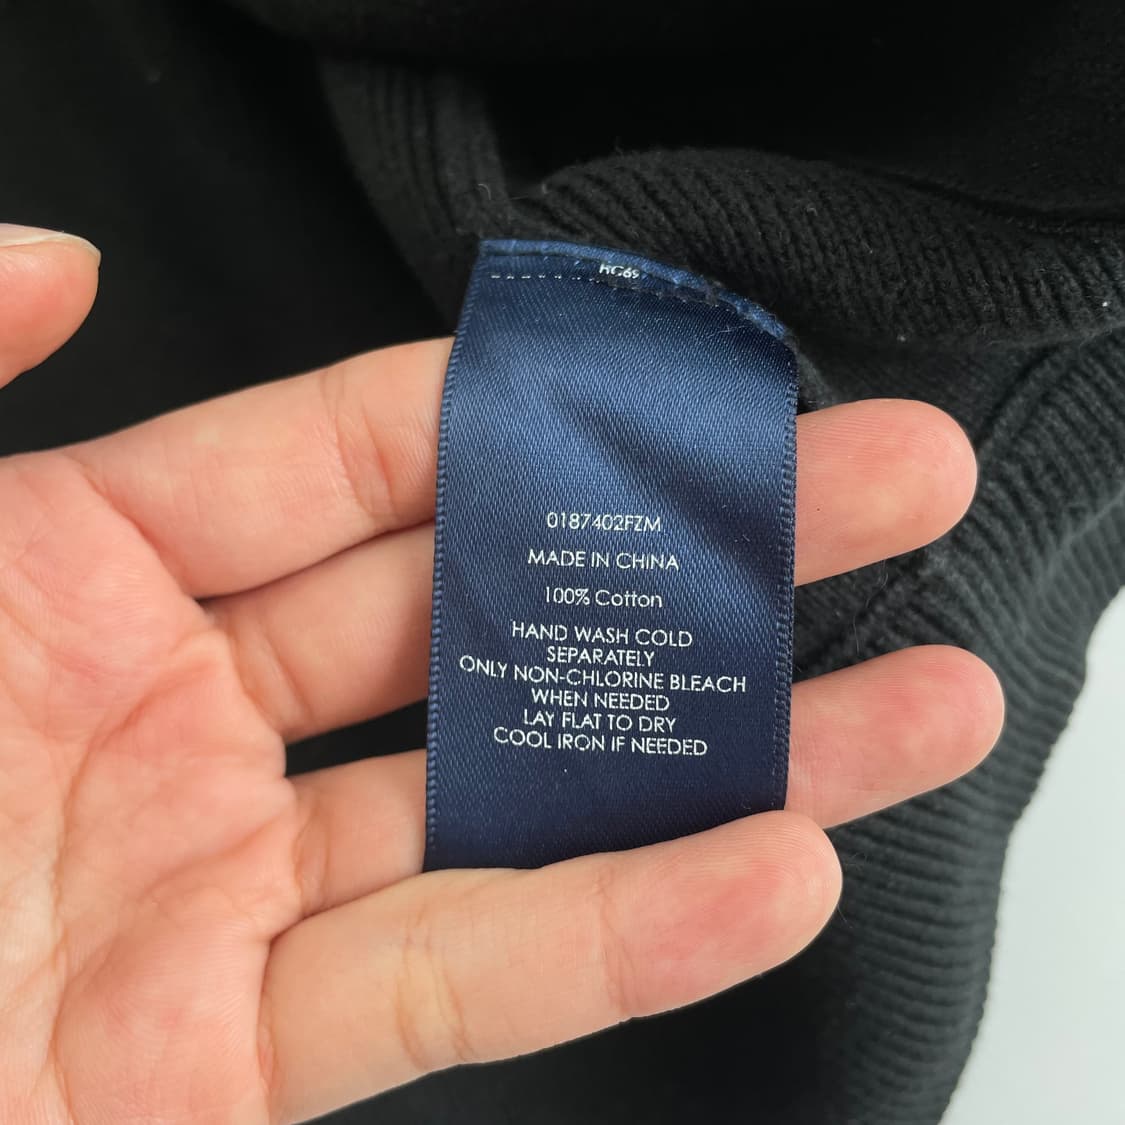 RC69
0187402FZM
MADE IN CHINA
100% Cotton
HAND WASH COLD
SEPARATELY
ONLY NON-CHLORINE BLEACH
WHEN NEEDED
LAY FLAT TO DRY
COOL IRON IF NEEDED